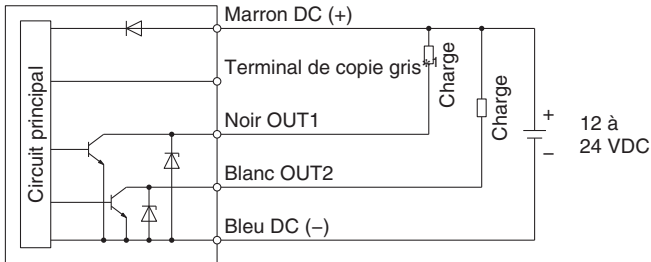 Marron DC (+)
Terminal de copie gris*1
Charge
Charge
Circuit principal
Noir OUT1
Blanc OUT2
Bleu DC (−)
+
−
12 à
24 VDC